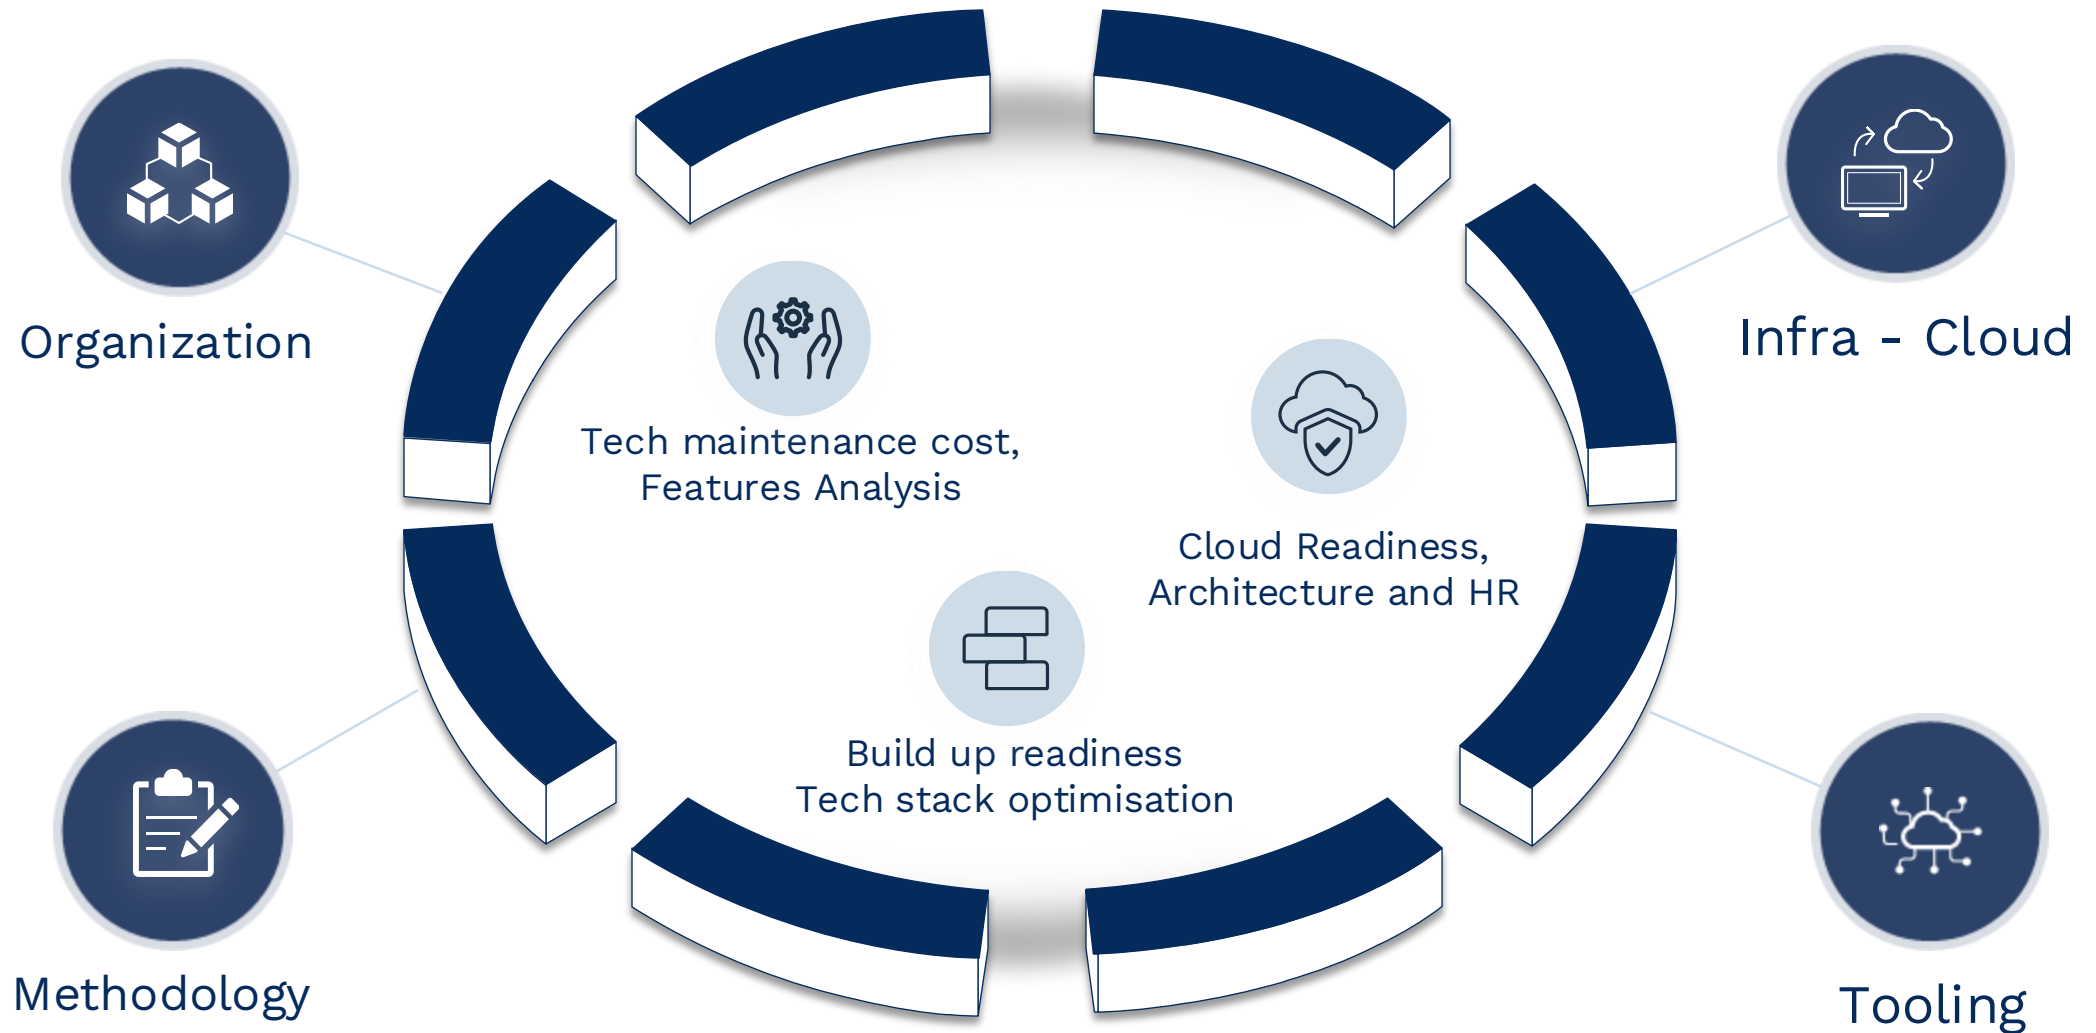 Organization
Infra - Cloud
Tech maintenance cost,
Features Analysis
Cloud Readiness,
Architecture and HR
Build up readiness
Tech stack optimisation
Methodology
Tooling